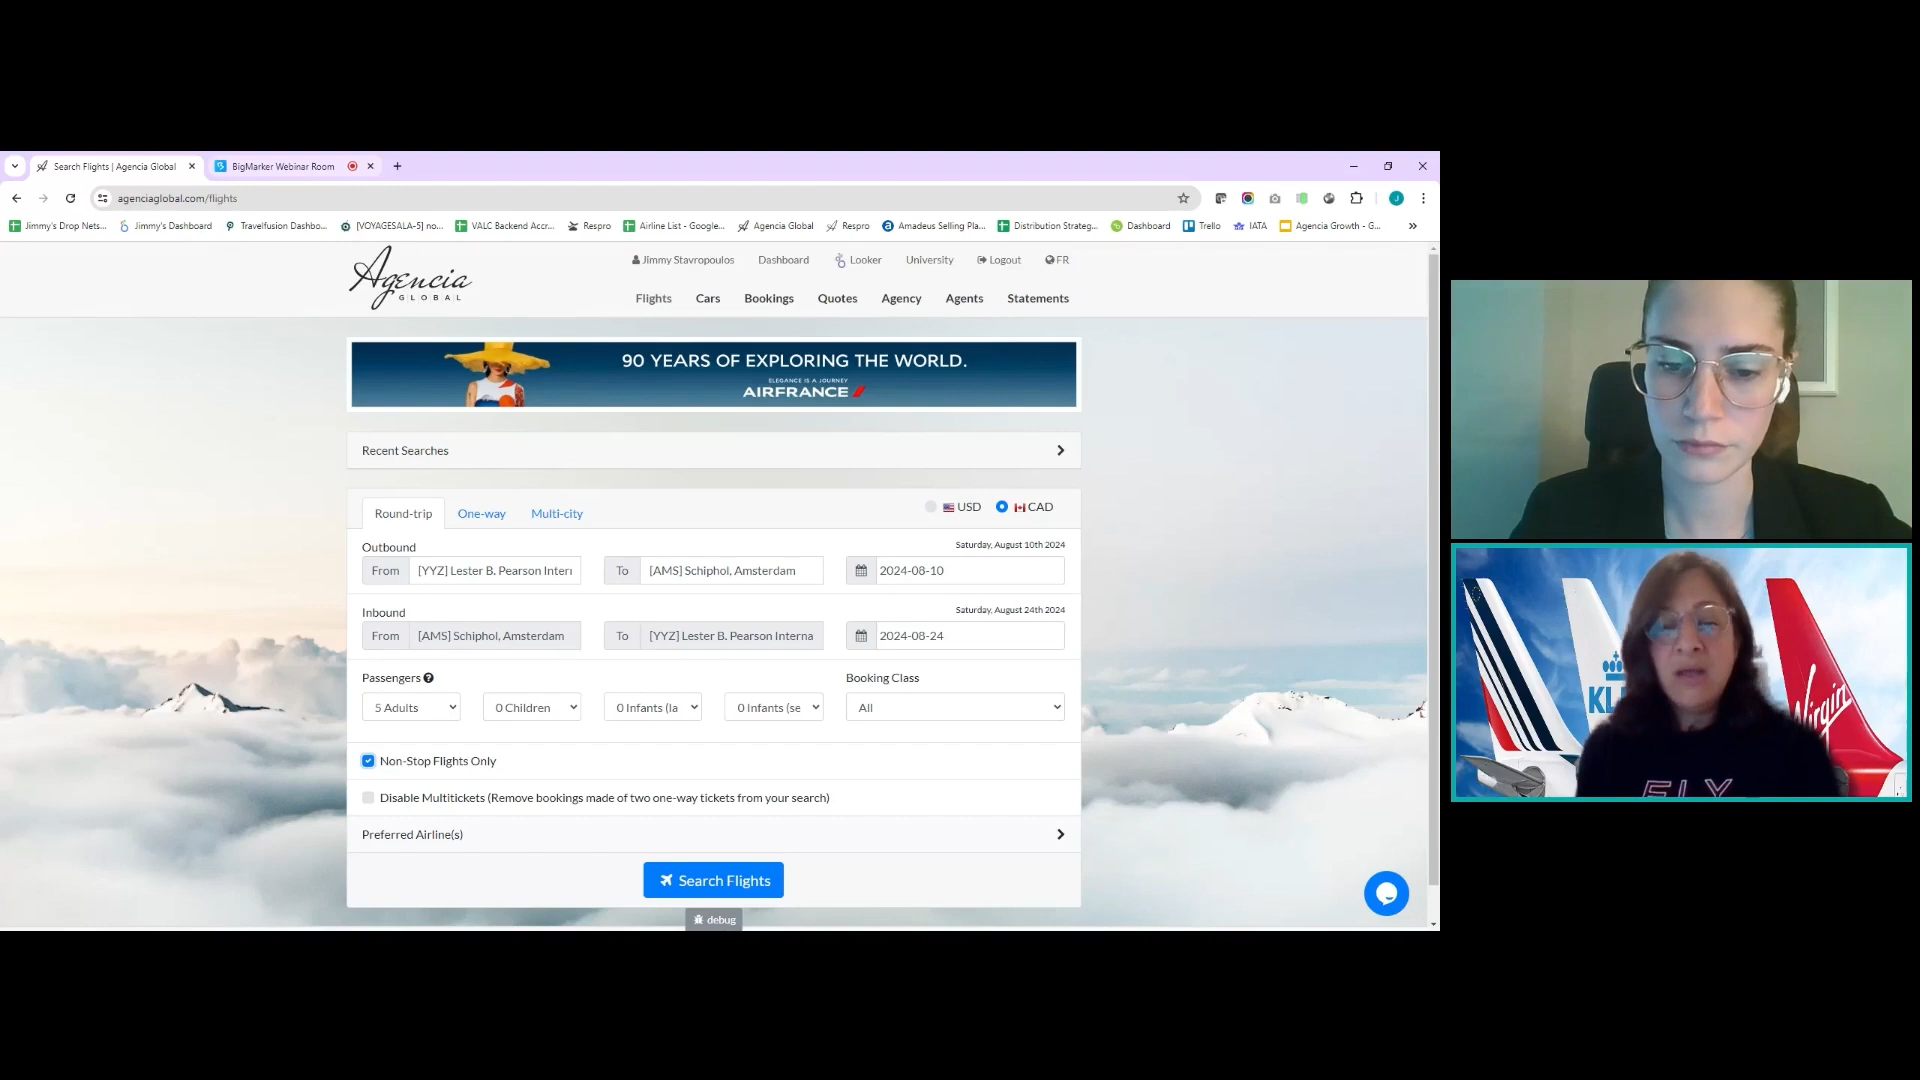 Search Flights | Agencia Global
BigMarker Webinar Room
agenciaglobal.com/flights
Jimmy's Drop Nets...
Jimmy's Dashboard
Travelfusion Dashbo...
[VOYAGESALA-5] no...
VALC Backend Accr...
Respro
Airline List - Google...
Agencia Global
Respro
Amadeus Selling Pla...
Distribution Strateg...
Dashboard
Trello
IATA
Agencia Growth - G...
Agencia
GLOBAL
Jimmy Stavropoulos
Dashboard
Looker
University
Logout
FR
Flights
Cars
Bookings
Quotes
Agency
Agents
Statements
90 YEARS OF EXPLORING THE WORLD.
ELEGANCE IS A JOURNEY
AIRFRANCE
Recent Searches
Round-trip
One-way
Multi-city
USD
CAD
Outbound
Saturday, August 10th 2024
From
[YYZ] Lester B. Pearson Intern
To
[AMS] Schiphol, Amsterdam
2024-08-10
Inbound
Saturday, August 24th 2024
From
[AMS] Schiphol, Amsterdam
To
[YYZ] Lester B. Pearson Interna
2024-08-24
Passengers
Booking Class
5 Adults
0 Children
0 Infants (la
0 Infants (se
All
Non-Stop Flights Only
Disable Multitickets (Remove bookings made of two one-way tickets from your search)
Preferred Airline(s)
Search Flights
debug
KL
Virgin
FLY